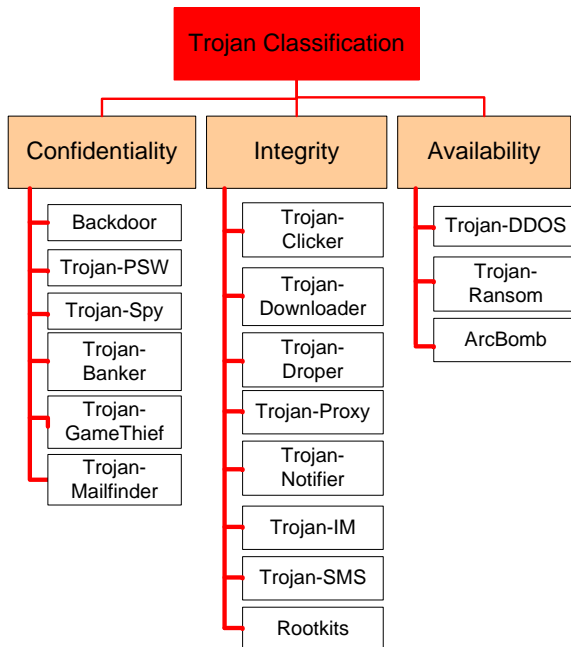 Trojan Classification
Confidentiality
Backdoor
Trojan-PSW
Trojan-Spy
Trojan-
Banker
Trojan-
GameThief
Trojan-
Mailfinder
Integrity
Trojan-
Clicker
Trojan-
Downloader
Trojan-
Droper
Trojan-Proxy
Trojan-
Notifier
Trojan-IM
Trojan-SMS
Rootkits
Availability
Trojan-DDOS
Trojan-
Ransom
ArcBomb